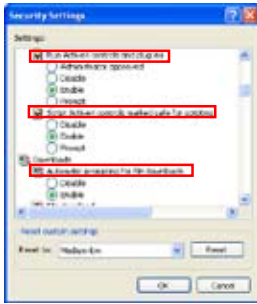 Security Settings
Settings:
Run ActiveX controls and plug-ins
Administrator approved
Disable
Enable
Prompt
Script ActiveX controls marked safe for scripting
Disable
Enable
Prompt
Downloads
Automatic prompting for file downloads
Disable
Enable
Reset custom settings
Reset to: Medium-low
Reset
OK
Cancel